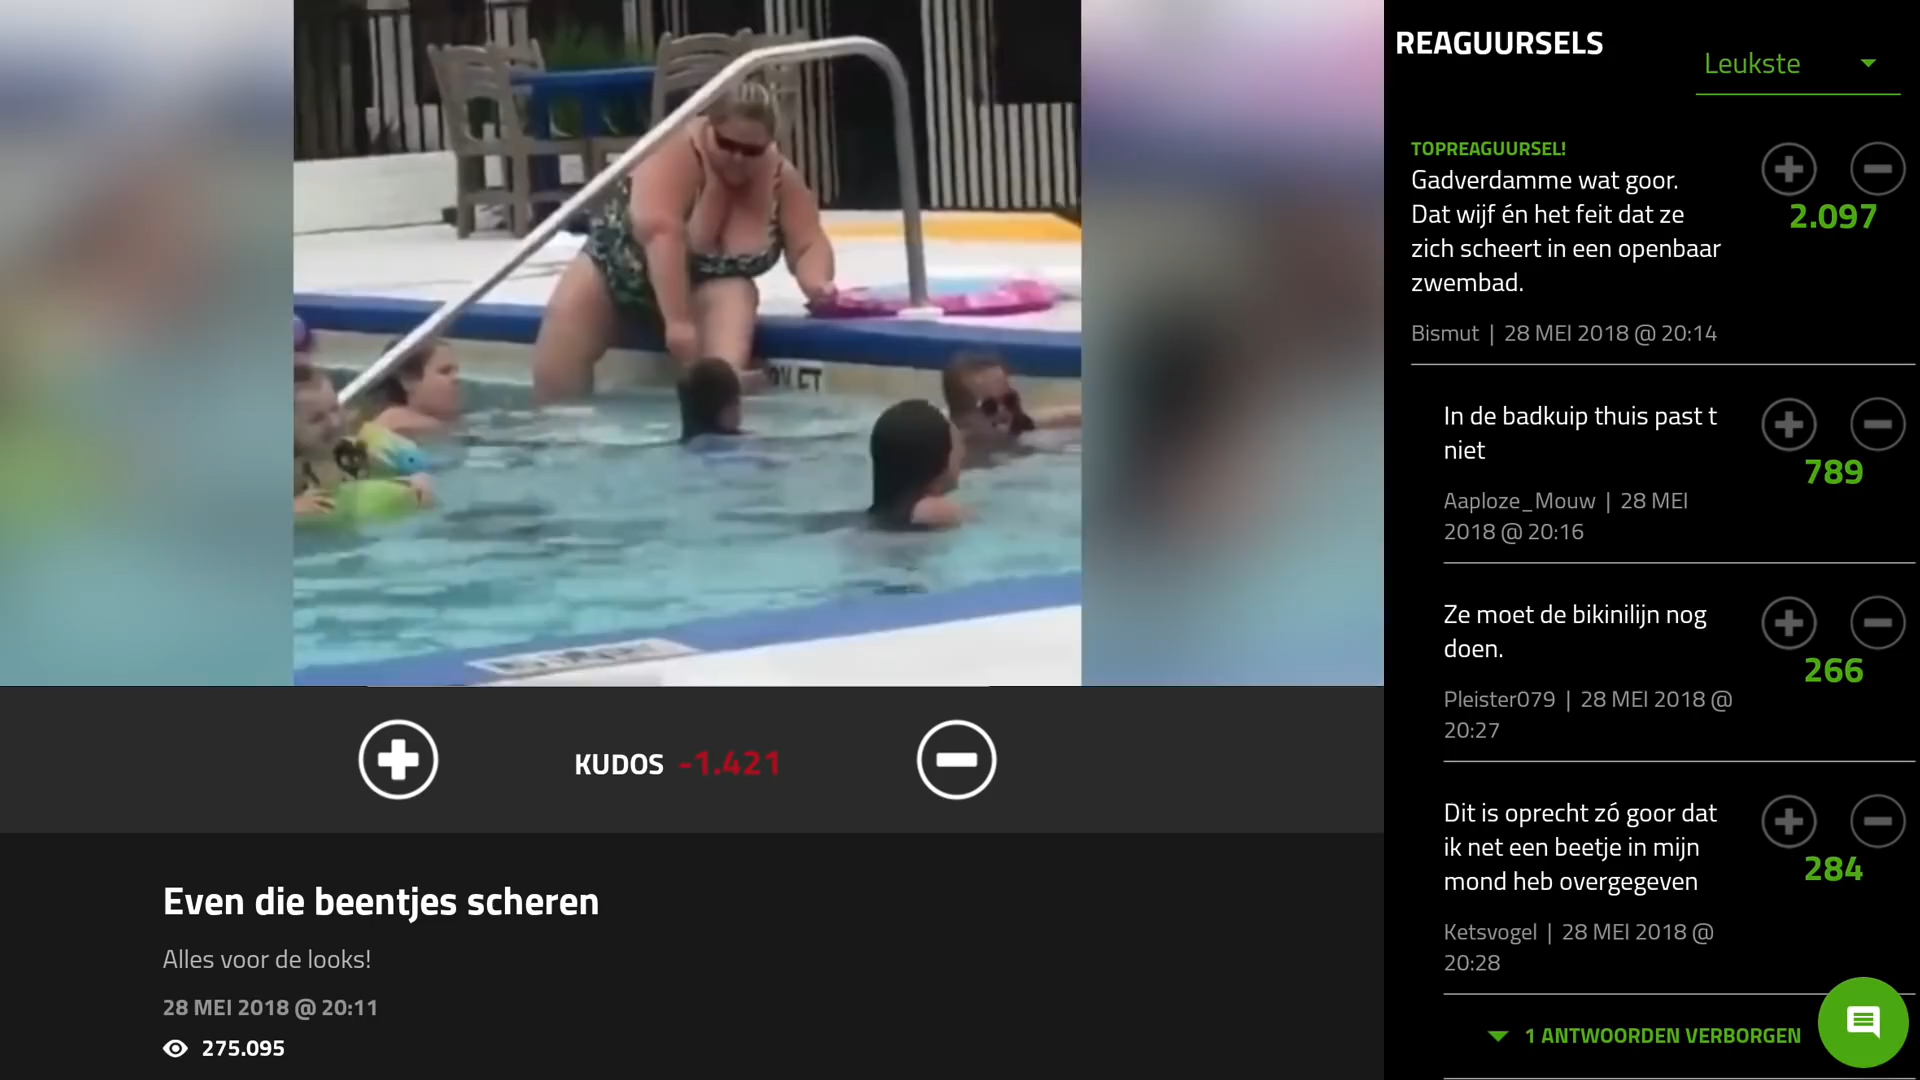 REAGUURSELS
Leukste
TOPREAGUURSEL!
Gadverdamme wat goor.
Dat wijf én het feit dat ze
zich scheert in een openbaar
zwembad.
2.097
Bismut | 28 MEI 2018 @ 20:14
In de badkuip thuis past t
niet
789
Aaploze_Mouw | 28 MEI
2018 @ 20:16
Ze moet de bikinilijn nog
doen.
266
Pleister079 | 28 MEI 2018 @
20:27
Dit is oprecht zó goor dat
ik net een beetje in mijn
mond heb overgegeven
284
Ketsvogel | 28 MEI 2018 @
20:28
1 ANTWOORDEN VERBORGEN
KUDOS -1.421
Even die beentjes scheren
Alles voor de looks!
28 MEI 2018 @ 20:11
275.095